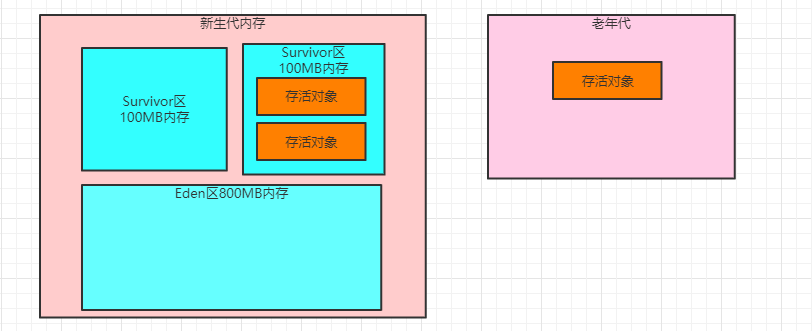 新生代内存
Survivor区
100MB内存
Survivor区
100MB内存
存活对象
存活对象
Eden区800MB内存
老年代
存活对象